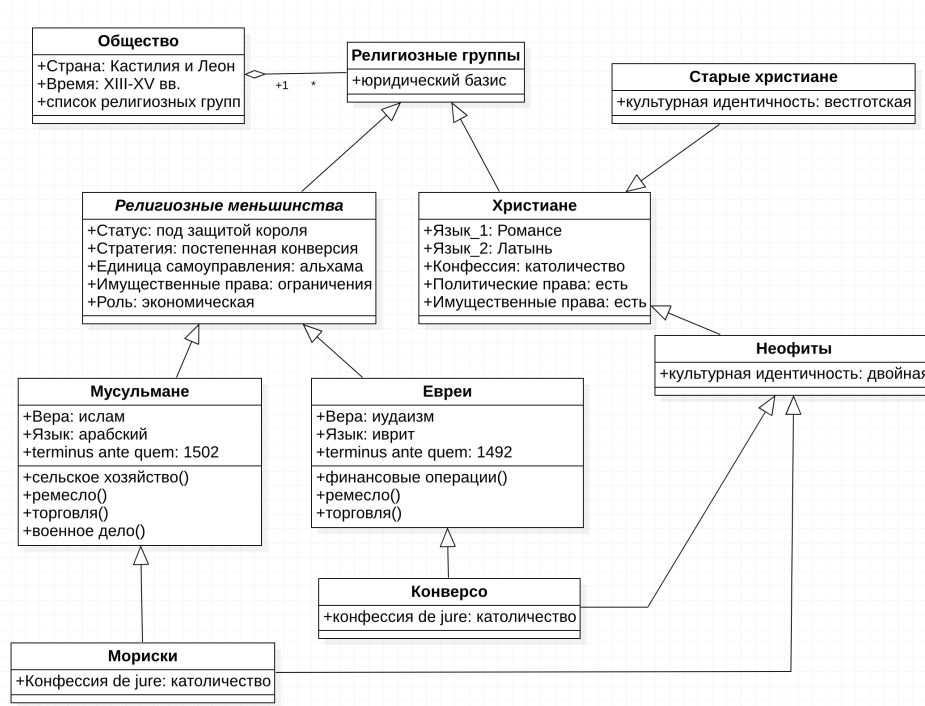 Общество
+Страна: Кастилия и Леон
+Время: XIII-XV вв.
+список религиозных групп
+1
*
Религиозные группы
+юридический базис
Старые христиане
+культурная идентичность: вестготская
Религиозные меньшинства
+Статус: под защитой короля
+Стратегия: постепенная конверсия
+Единица самоуправления: альхама
+Имущественные права: ограничения
+Роль: экономическая
Христиане
+Язык_1: Романсе
+Язык_2: Латынь
+Конфессия: католичество
+Политические права: есть
+Имущественные права: есть
Неофиты
+культурная идентичность: двойная
Мусульмане
+Вера: ислам
+Язык: арабский
+terminus ante quem: 1502
+сельское хозяйство()
+ремесло()
+торговля()
+военное дело()
Евреи
+Вера: иудаизм
+Язык: иврит
+terminus ante quem: 1492
+финансовые операции()
+ремесло()
+торговля()
Конверсо
+конфессия de jure: католичество
Мориски
+Конфессия de jure: католичество